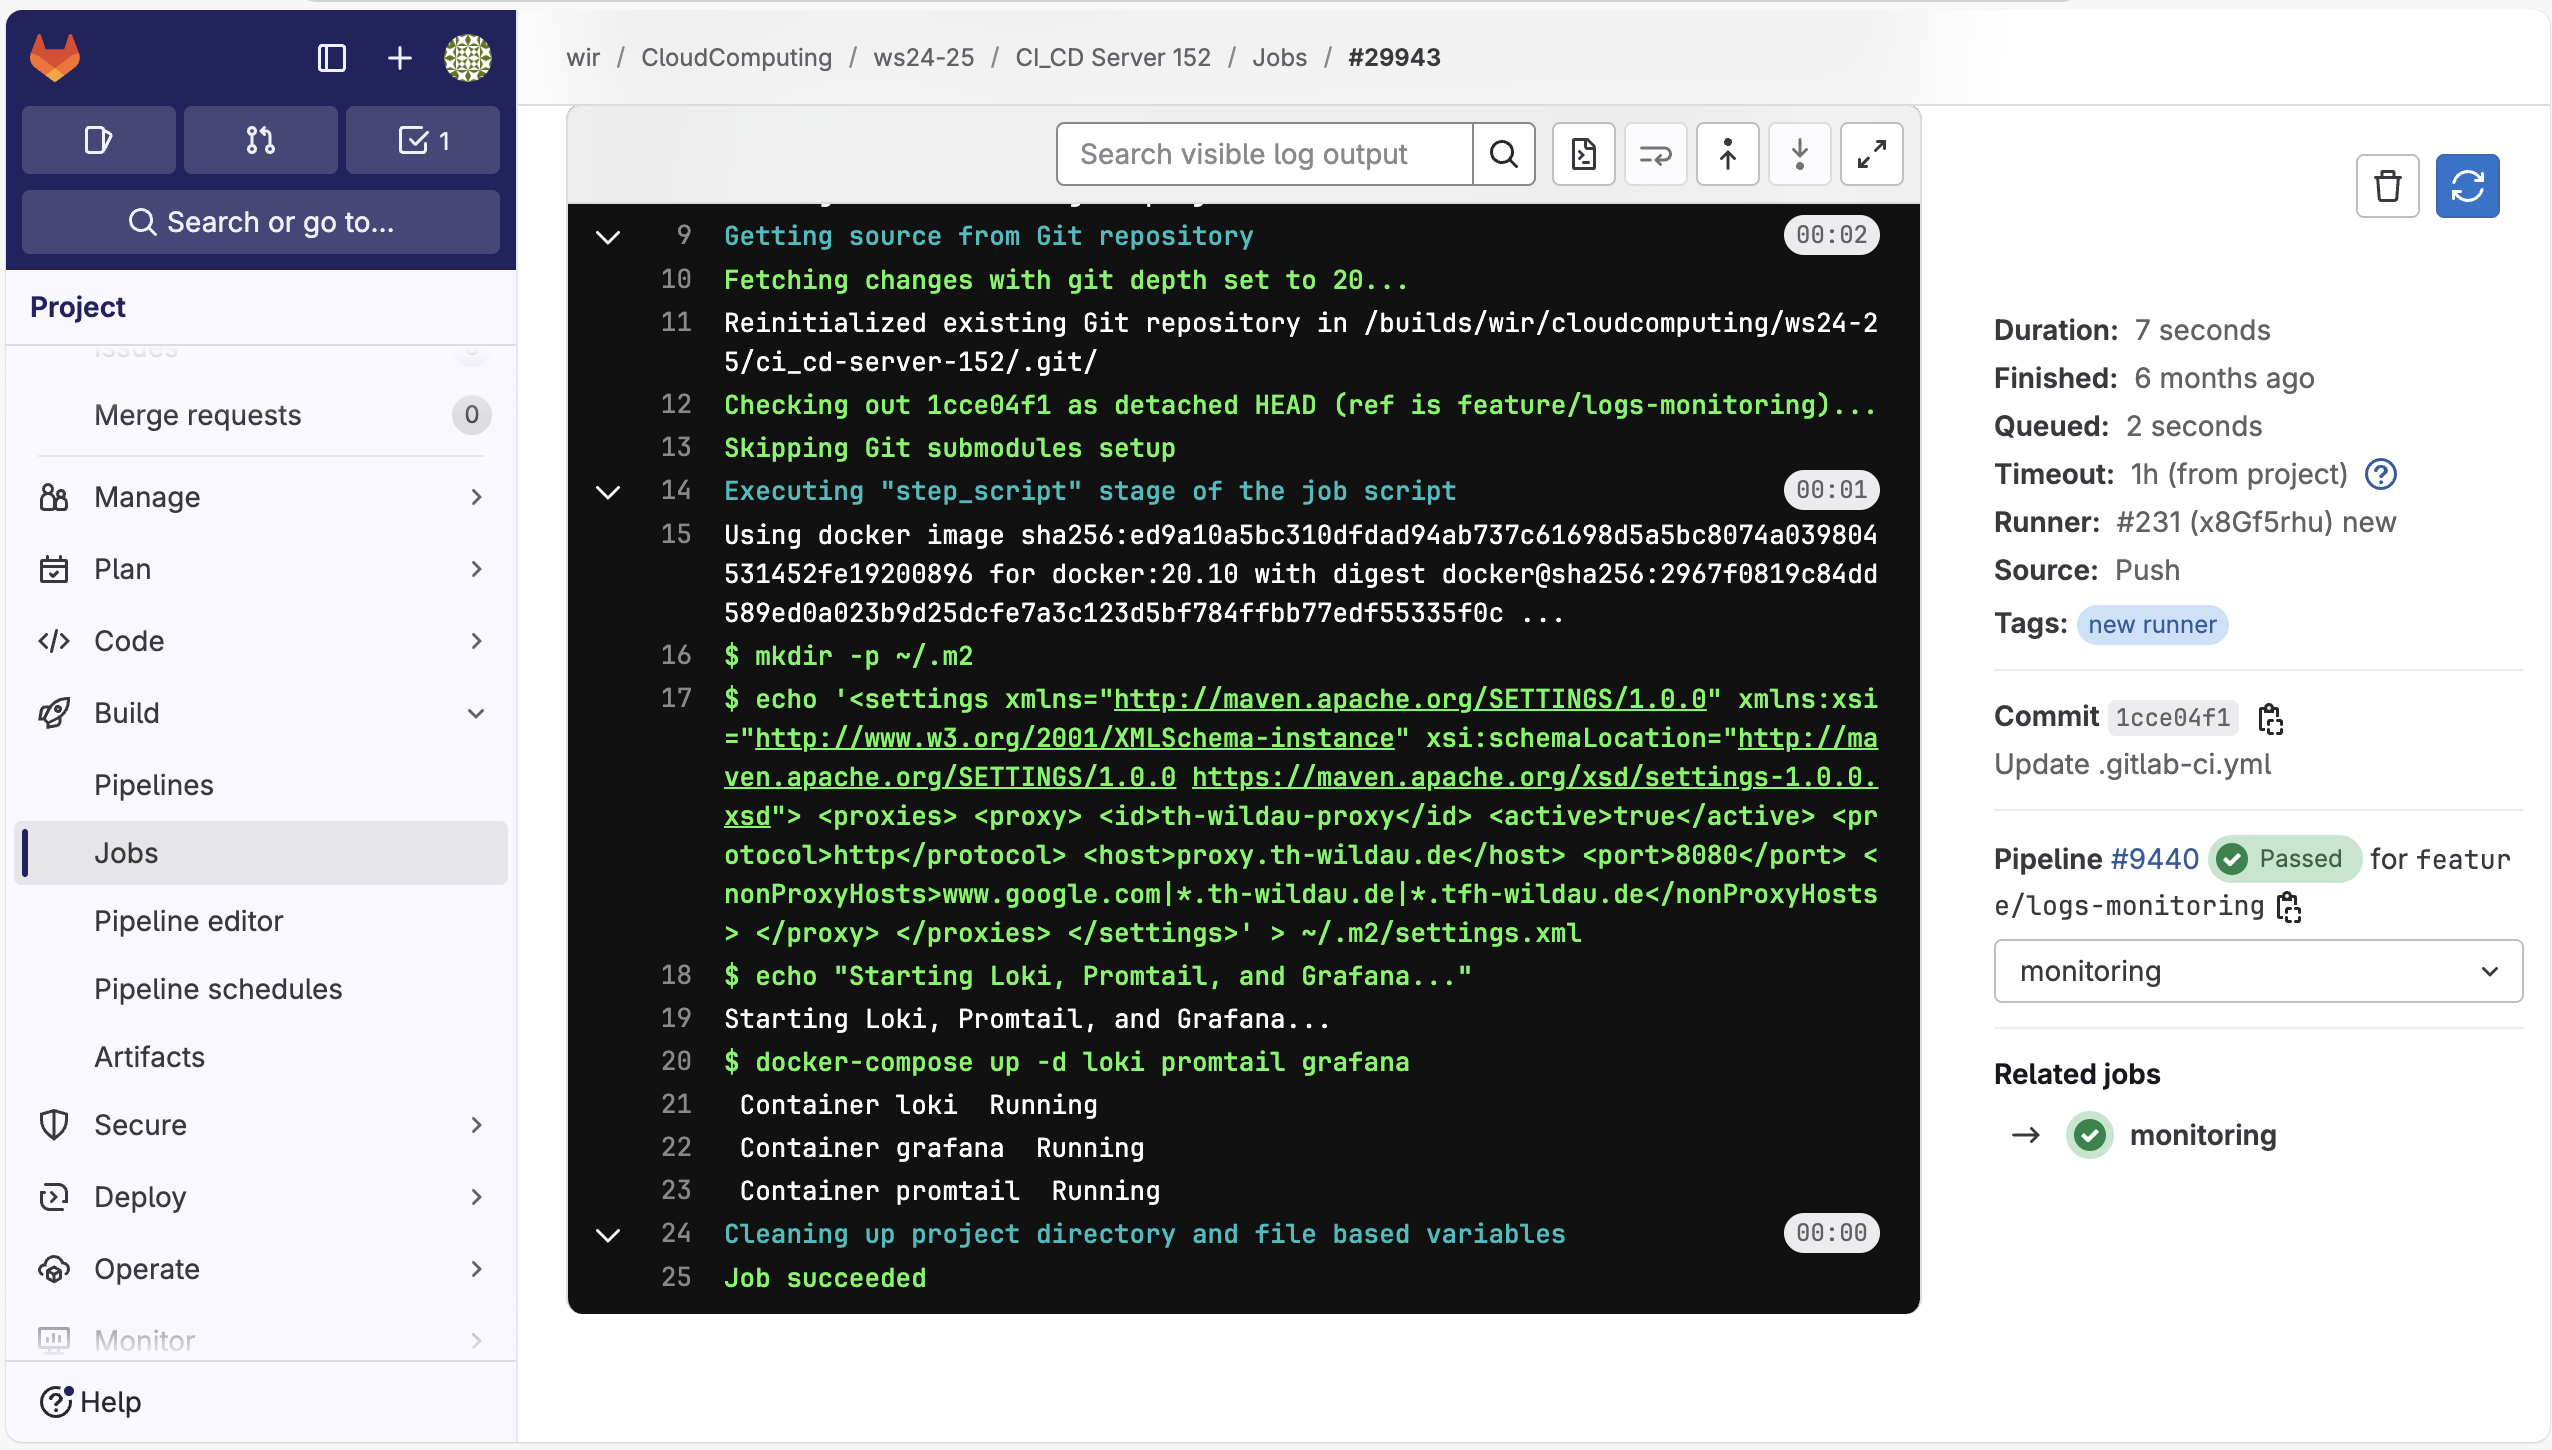 wir / CloudComputing / ws24-25 / CI_CD Server 152 / Jobs / #29943
1
Search or go to...
Project
Issues 0
Merge requests 0
Manage
Plan
Code
Build
Pipelines
Jobs
Pipeline editor
Pipeline schedules
Artifacts
Secure
Deploy
Operate
Monitor
Help
Search visible log output
9 Getting source from Git repository 00:02
10 Fetching changes with git depth set to 20...
11 Reinitialized existing Git repository in /builds/wir/cloudcomputing/ws24-2
5/ci_cd-server-152/.git/
12 Checking out 1cce04f1 as detached HEAD (ref is feature/logs-monitoring)...
13 Skipping Git submodules setup
14 Executing "step_script" stage of the job script 00:01
15 Using docker image sha256:ed9a10a5bc310dfdad94ab737c61698d5a5bc8074a039804
531452fe19200896 for docker:20.10 with digest docker@sha256:2967f0819c84dd
589ed0a023b9d25dcfe7a3c123d5bf784ffbb77edf55335f0c ...
16 $ mkdir -p ~/.m2
17 $ echo '<settings xmlns="http://maven.apache.org/SETTINGS/1.0.0" xmlns:xsi
="http://www.w3.org/2001/XMLSchema-instance" xsi:schemaLocation="http://ma
ven.apache.org/SETTINGS/1.0.0 https://maven.apache.org/xsd/settings-1.0.0.
xsd"> <proxies> <proxy> <id>th-wildau-proxy</id> <active>true</active> <pr
otocol>http</protocol> <host>proxy.th-wildau.de</host> <port>8080</port> <
nonProxyHosts>www.google.com|*.th-wildau.de|*.tfh-wildau.de</nonProxyHosts
> </proxy> </proxies> </settings>' > ~/.m2/settings.xml
18 $ echo "Starting Loki, Promtail, and Grafana..."
19 Starting Loki, Promtail, and Grafana...
20 $ docker-compose up -d loki promtail grafana
21 Container loki  Running
22 Container grafana  Running
23 Container promtail  Running
24 Cleaning up project directory and file based variables 00:00
25 Job succeeded
Duration: 7 seconds
Finished: 6 months ago
Queued: 2 seconds
Timeout: 1h (from project)
Runner: #231 (x8Gf5rhu) new
Source: Push
Tags: new runner
Commit 1cce04f1
Update .gitlab-ci.yml
Pipeline #9440 Passed for featur
e/logs-monitoring
monitoring
Related jobs
→ monitoring